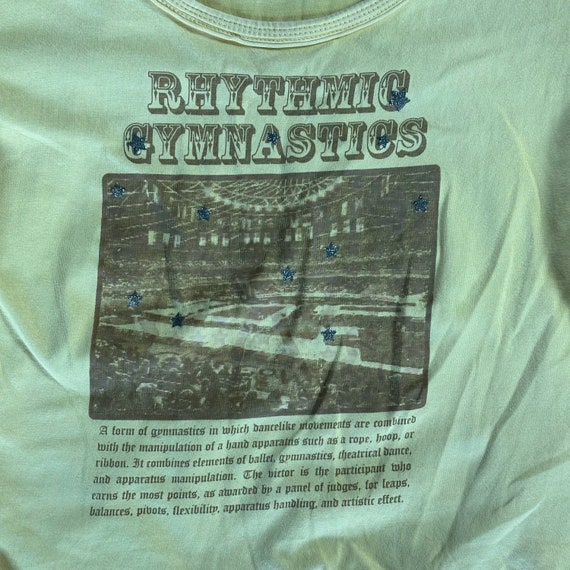 RHYTHMIC
GYMNASTICS
A form of gymnastics in which dancelike movements are combined
with the manipulation of a hand apparatus such as a rope, hoop, or
ribbon. It combines elements of ballet, gymnastics, theatrical dance,
and apparatus manipulation. The victor is the participant who
earns the most points, as awarded by a panel of judges, for leaps,
balances, pivots, flexibility, apparatus handling, and artistic effect.